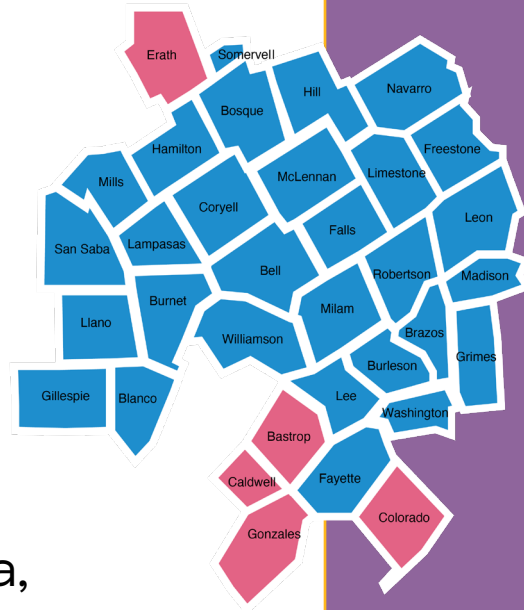 Erath
Somervell
Bosque
Hill
Navarro
Hamilton
McLennan
Limestone
Freestone
Mills
Coryell
Falls
Leon
San Saba
Lampasas
Bell
Robertson
Madison
Burnet
Milam
Llano
Williamson
Brazos
Grimes
Burleson
Gillespie
Blanco
Lee
Washington
Bastrop
Caldwell
Fayette
Colorado
Gonzales
a,